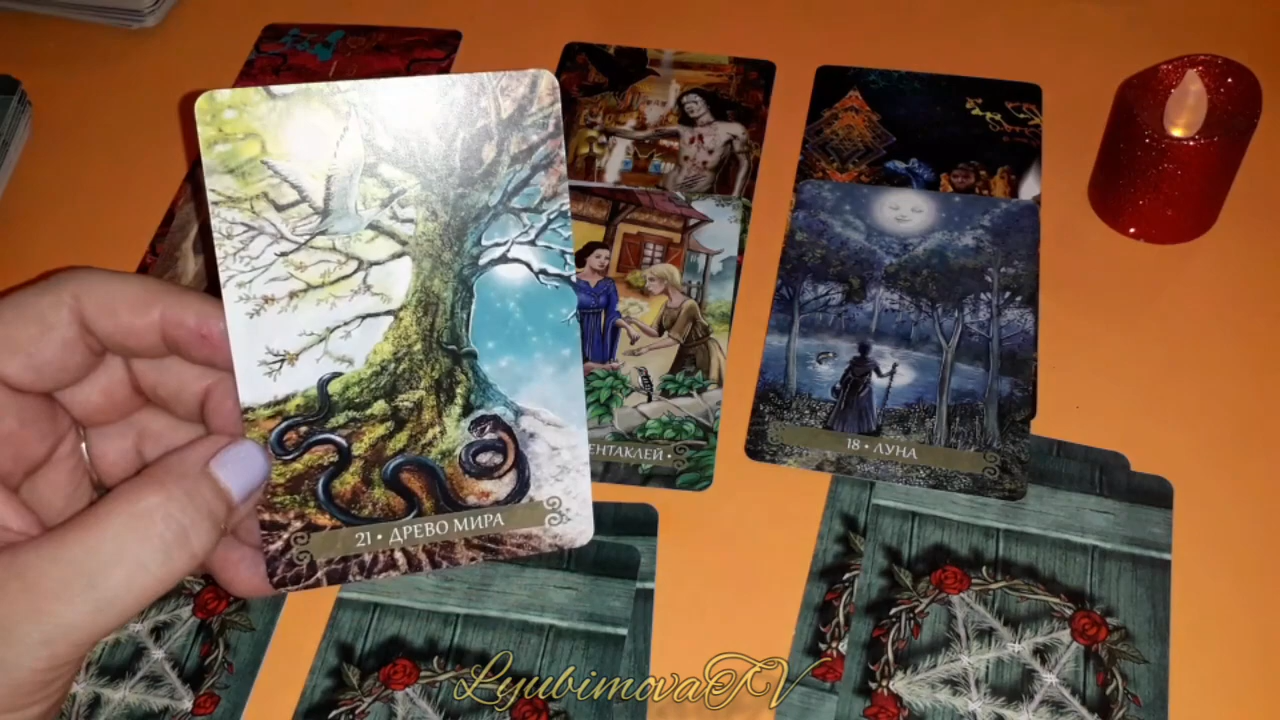 ЕНТАКЛЕЙ •
18 • ЛУНА
21 • ДРЕВО МИРА
LyubimovaTV